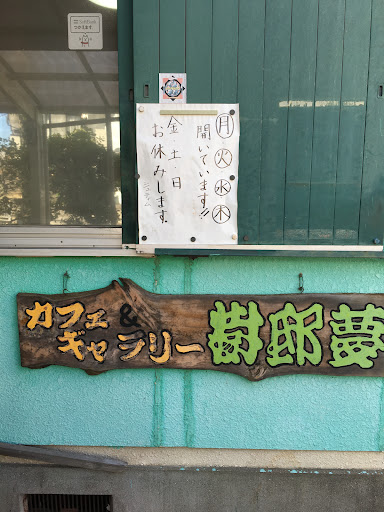 月火水木
開いています!!
金・土・日
お休みします
カフェ&
ギャラリー
樹邸夢